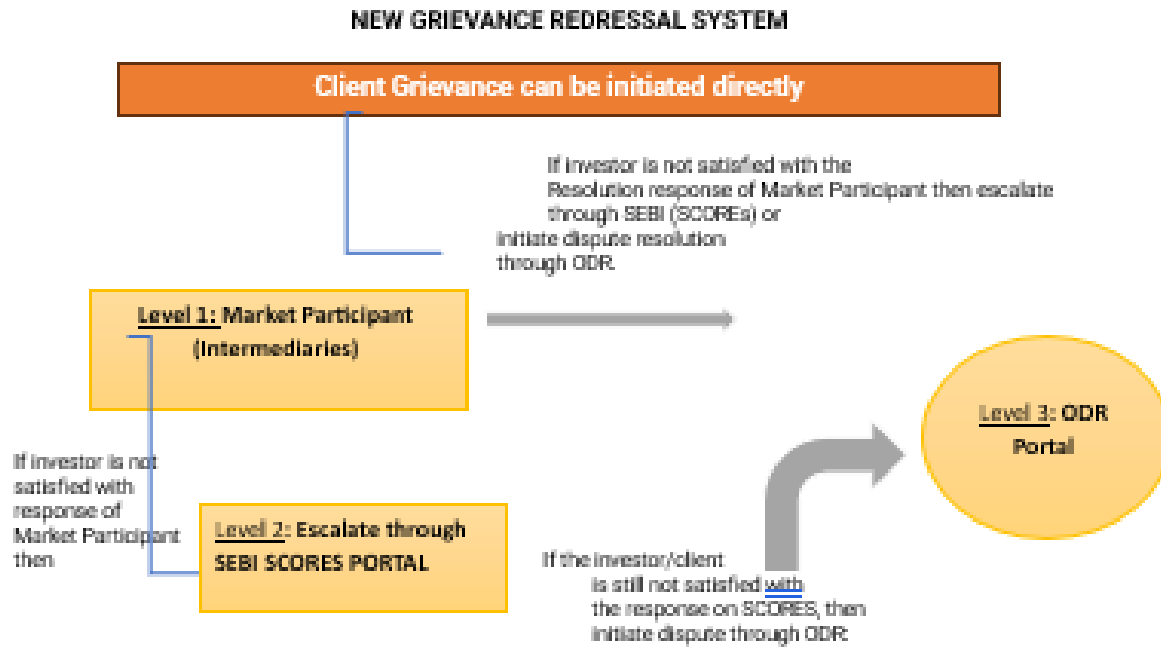 NEW GRIEVANCE REDRESSAL SYSTEM
Client Grievance can be initiated directly
If investor is not satisfied with the
Resolution response of Market Participant then escalate
through SEBI (SCOREs) or
initiate dispute resolution
through ODR.
Level 1: Market Participant
(Intermediaries)
Level 3: ODR
Portal
If investor is not
satisfied with
response of
Market Participant
then
Level 2: Escalate through
SEBI SCORES PORTAL
If the investor/client
is still not satisfied with
the response on SCORES, then
initiate dispute through ODR